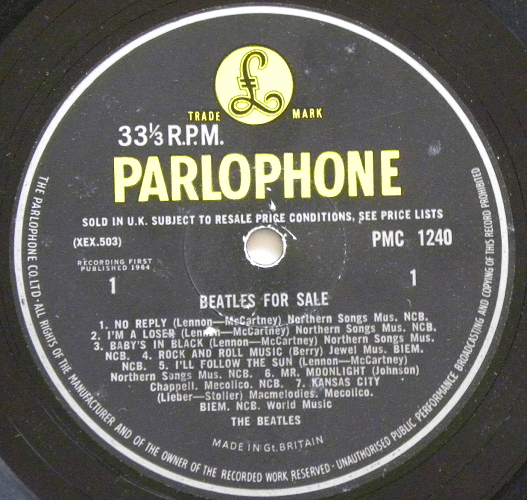 £
TRADE MARK
33⅓ R.P.M.
PARLOPHONE
SOLD IN U.K. SUBJECT TO RESALE PRICE CONDITIONS, SEE PRICE LISTS
(XEX.503) PMC 1240
RECORDING FIRST
PUBLISHED 1964
1 1
BEATLES FOR SALE
1. NO REPLY (Lennon—McCartney) Northern Songs Mus. NCB.
2. I'M A LOSER (Lennon—McCartney) Northern Songs Mus. NCB.
3. BABY'S IN BLACK (Lennon—McCartney) Northern Songs Mus.
NCB. 4. ROCK AND ROLL MUSIC (Berry) Jewel Mus. BIEM.
NCB. 5. I'LL FOLLOW THE SUN (Lennon—McCartney)
Northern Songs Mus. NCB. 6. MR. MOONLIGHT (Johnson)
Chappell. Mecolico. NCB. 7. KANSAS CITY
(Lieber—Stoller) Macmelodies. Mecolico.
BIEM. NCB. World Music
THE BEATLES
MADE IN Gt. BRITAIN
THE PARLOPHONE CO.LTD · ALL RIGHTS OF THE MANUFACTURER AND OF THE OWNER OF THE RECORDED WORK RESERVED · UNAUTHORISED PUBLIC PERFORMANCE BROADCASTING AND COPYING OF THIS RECORD PROHIBITED